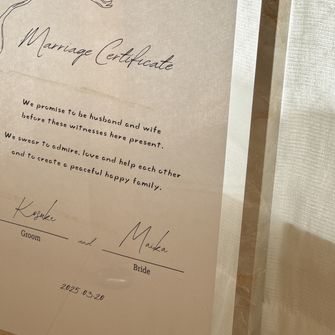 Marriage Certificate
We promise to be husband and wife
before these witnesses here present.
We swear to admire, love and help each other
and to create a peaceful happy family.
Kosuke and Maika
Groom Bride
2025.03.20